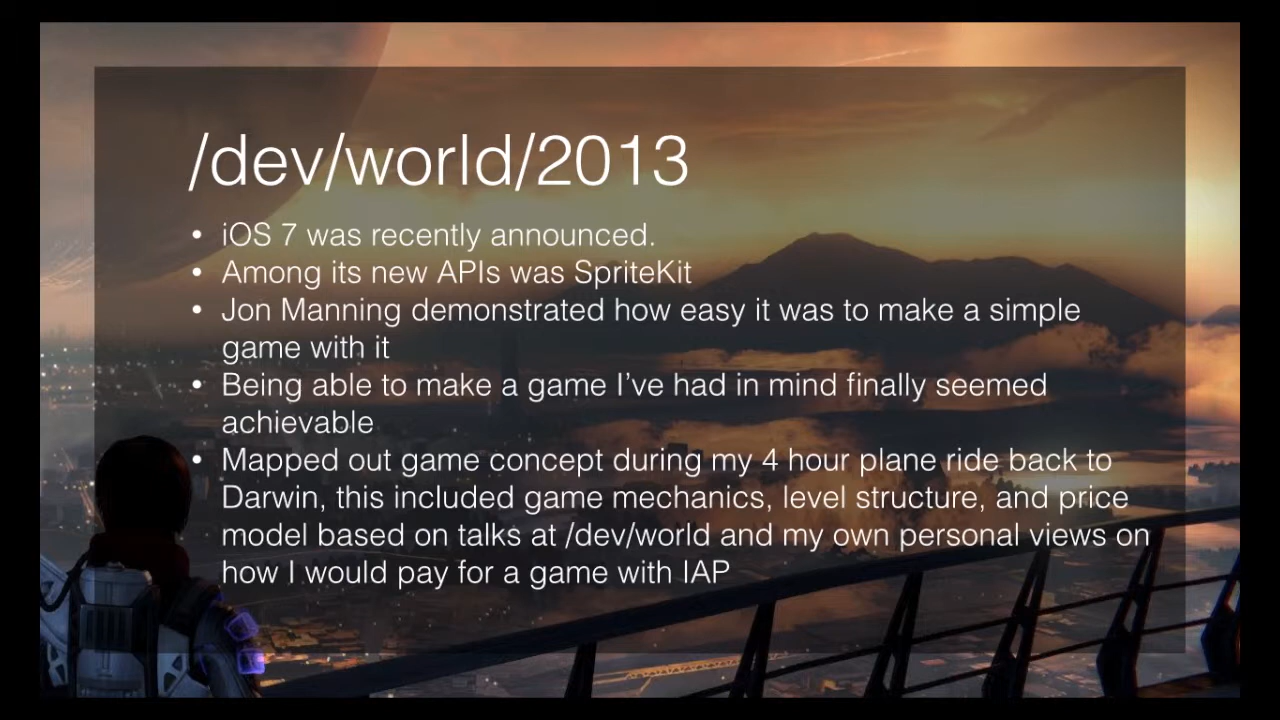 /dev/world/2013
• iOS 7 was recently announced.
• Among its new APIs was SpriteKit
• Jon Manning demonstrated how easy it was to make a simple
game with it
• Being able to make a game I’ve had in mind finally seemed
achievable
• Mapped out game concept during my 4 hour plane ride back to
Darwin, this included game mechanics, level structure, and price
model based on talks at /dev/world and my own personal views on
how I would pay for a game with IAP